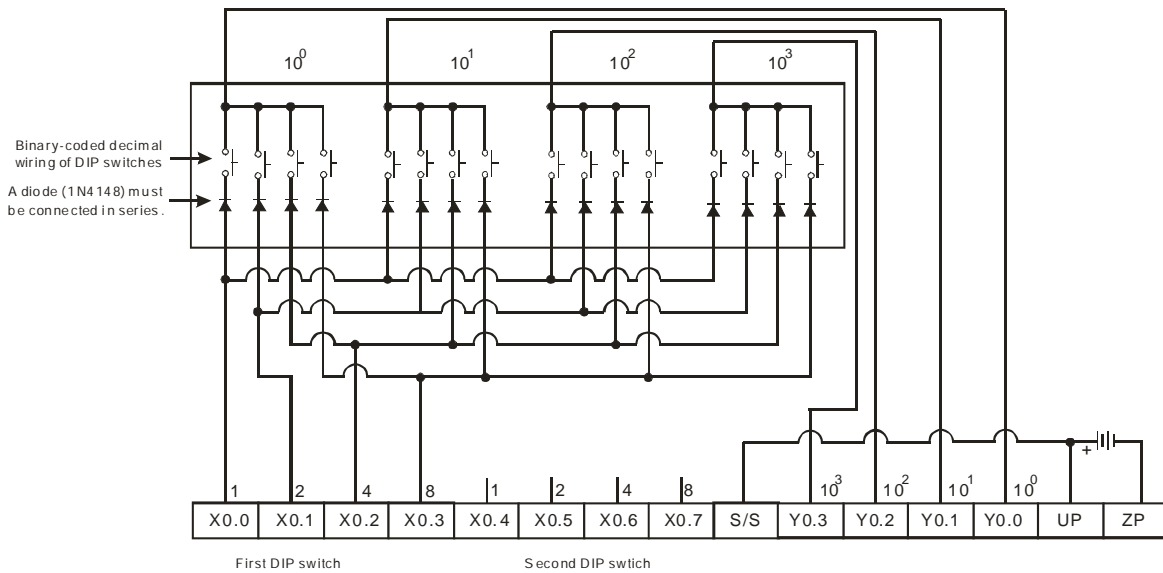 10⁰ 10¹ 10² 10³
Binary-coded decimal
wiring of DIP switches
A diode (1N4148) must
be connected in series.
+
1 2 4 8 1 2 4 8 10³ 10² 10¹ 10⁰
X0.0 X0.1 X0.2 X0.3 X0.4 X0.5 X0.6 X0.7 S/S Y0.3 Y0.2 Y0.1 Y0.0 UP ZP
First DIP switch Second DIP swtich